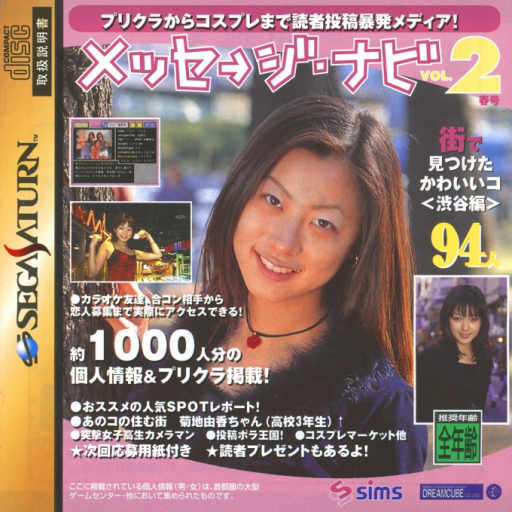 COMPACT
disc
取扱説明書
SEGA SATURN™
プリクラからコスプレまで読者投稿暴発メディア!
メッセ→ジ・ナビ
VOL.2
春号
街で
見つけた
かわいいコ
<渋谷編>
94人
●カラオケ友達、合コン相手から
恋人募集まで実際にアクセスできる!
約1000人分の
個人情報&プリクラ掲載!
●おススメの人気SPOTレポート!
●あのコの住む街 菊地由香ちゃん(高校3年生)↑
●突撃女子高生カメラマン ●投稿ポラ王国! ●コスプレマーケット他
★次回応募用紙付き ★読者プレゼントもあるよ!
推奨年齢
全年齢
ここに掲載されている個人情報(男・女)は、首都圏の大型
ゲームセンター・他において集められたものです。
sims
DREAMCUBE